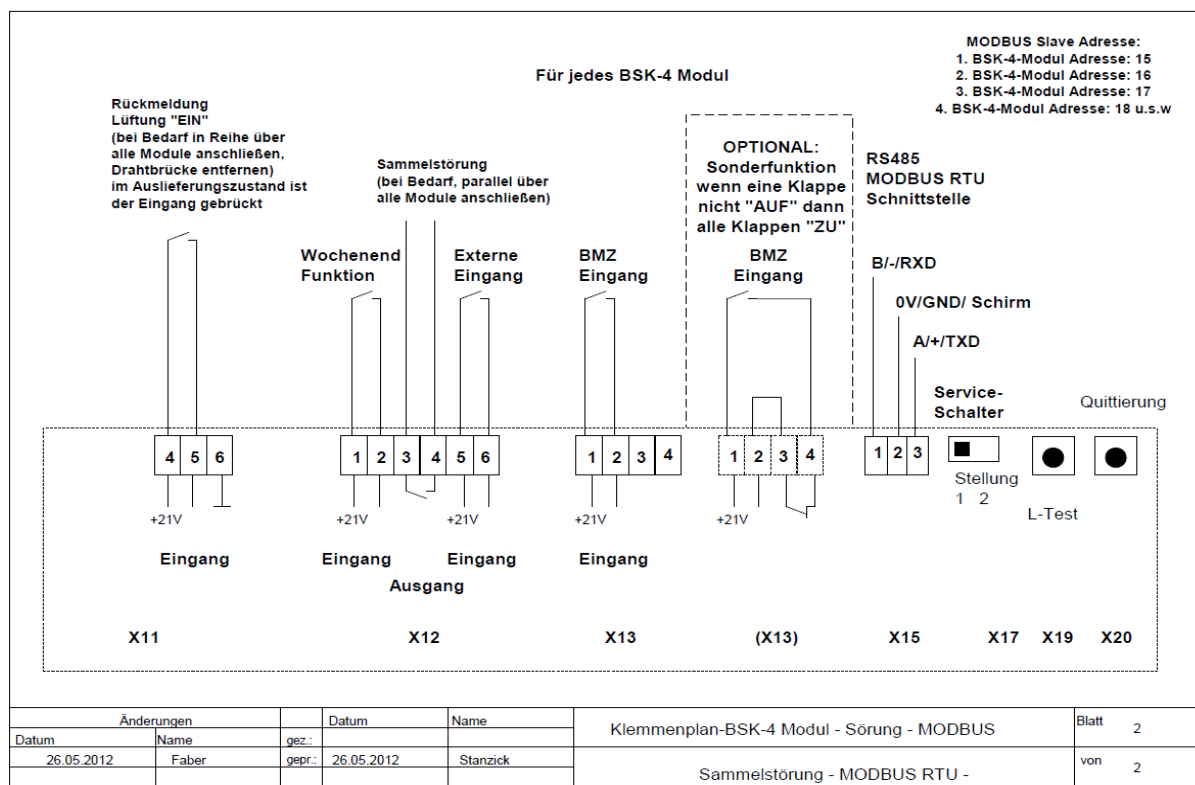 MODBUS Slave Adresse:
1. BSK-4-Modul Adresse: 15
2. BSK-4-Modul Adresse: 16
3. BSK-4-Modul Adresse: 17
4. BSK-4-Modul Adresse: 18 u.s.w
Für jedes BSK-4 Modul
Rückmeldung
Lüftung "EIN"
(bei Bedarf in Reihe über
alle Module anschließen,
Drahtbrücke entfernen)
im Auslieferungszustand ist
der Eingang gebrückt
Sammelstörung
(bei Bedarf, parallel über
alle Module anschließen)
OPTIONAL:
Sonderfunktion
wenn eine Klappe
nicht "AUF" dann
alle Klappen "ZU"
RS485
MODBUS RTU
Schnittstelle
Wochenend
Funktion
Externe
Eingang
BMZ
Eingang
BMZ
Eingang
B/-/RXD
0V/GND/ Schirm
A/+/TXD
Service-
Schalter
Quittierung
4 5 6
1 2 3 4 5 6
1 2 3 4
1 2 3 4
1 2 3
Stellung
1 2
L-Test
+21V
+21V
+21V
+21V
+21V
Eingang
Eingang
Eingang
Eingang
Ausgang
X11
X12
X13
(X13)
X15
X17
X19
X20
Änderungen
Datum
Name
Datum
Name
gez.:
26.05.2012
Faber
gepr.:
26.05.2012
Stanzick
Klemmenplan-BSK-4 Modul - Sörung - MODBUS
Sammelstörung - MODBUS RTU -
Blatt
2
von
2